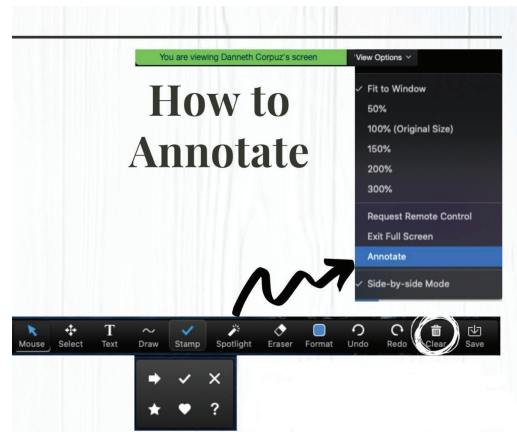 You are viewing Danneth Corpuz's screen
View Options
How to
Annotate
Fit to Window
50%
100% (Original Size)
150%
200%
300%
Request Remote Control
Exit Full Screen
Annotate
Side-by-side Mode
Mouse Select Text Draw Stamp Spotlight Eraser Format Undo Redo Clear Save